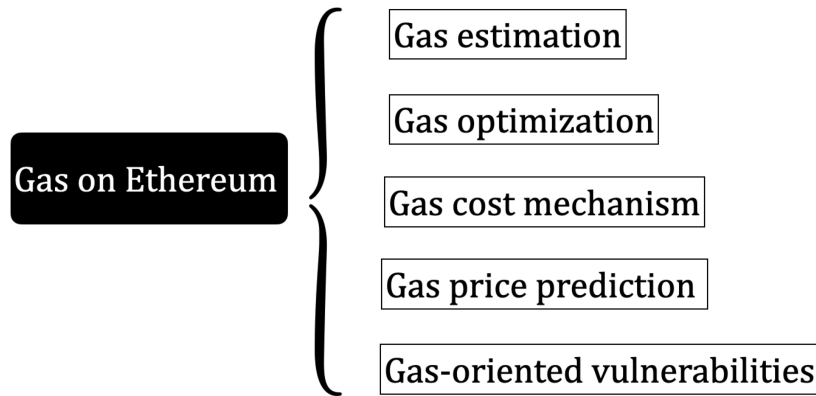 Gas on Ethereum
Gas estimation
Gas optimization
Gas cost mechanism
Gas price prediction
Gas-oriented vulnerabilities